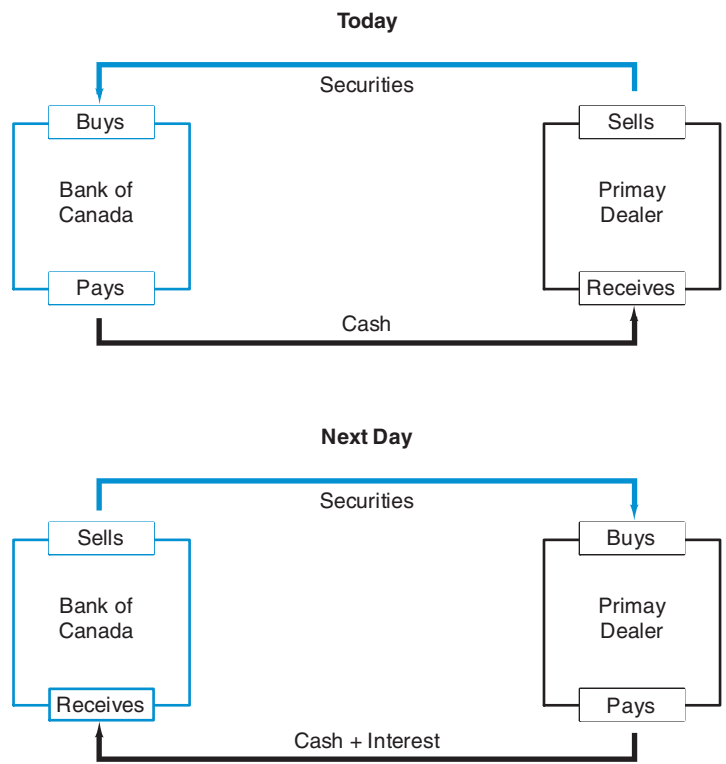 Today
Securities
Buys
Sells
Bank of
Canada
Primay
Dealer
Pays
Receives
Cash
Next Day
Securities
Sells
Buys
Bank of
Canada
Primay
Dealer
Receives
Pays
Cash + Interest